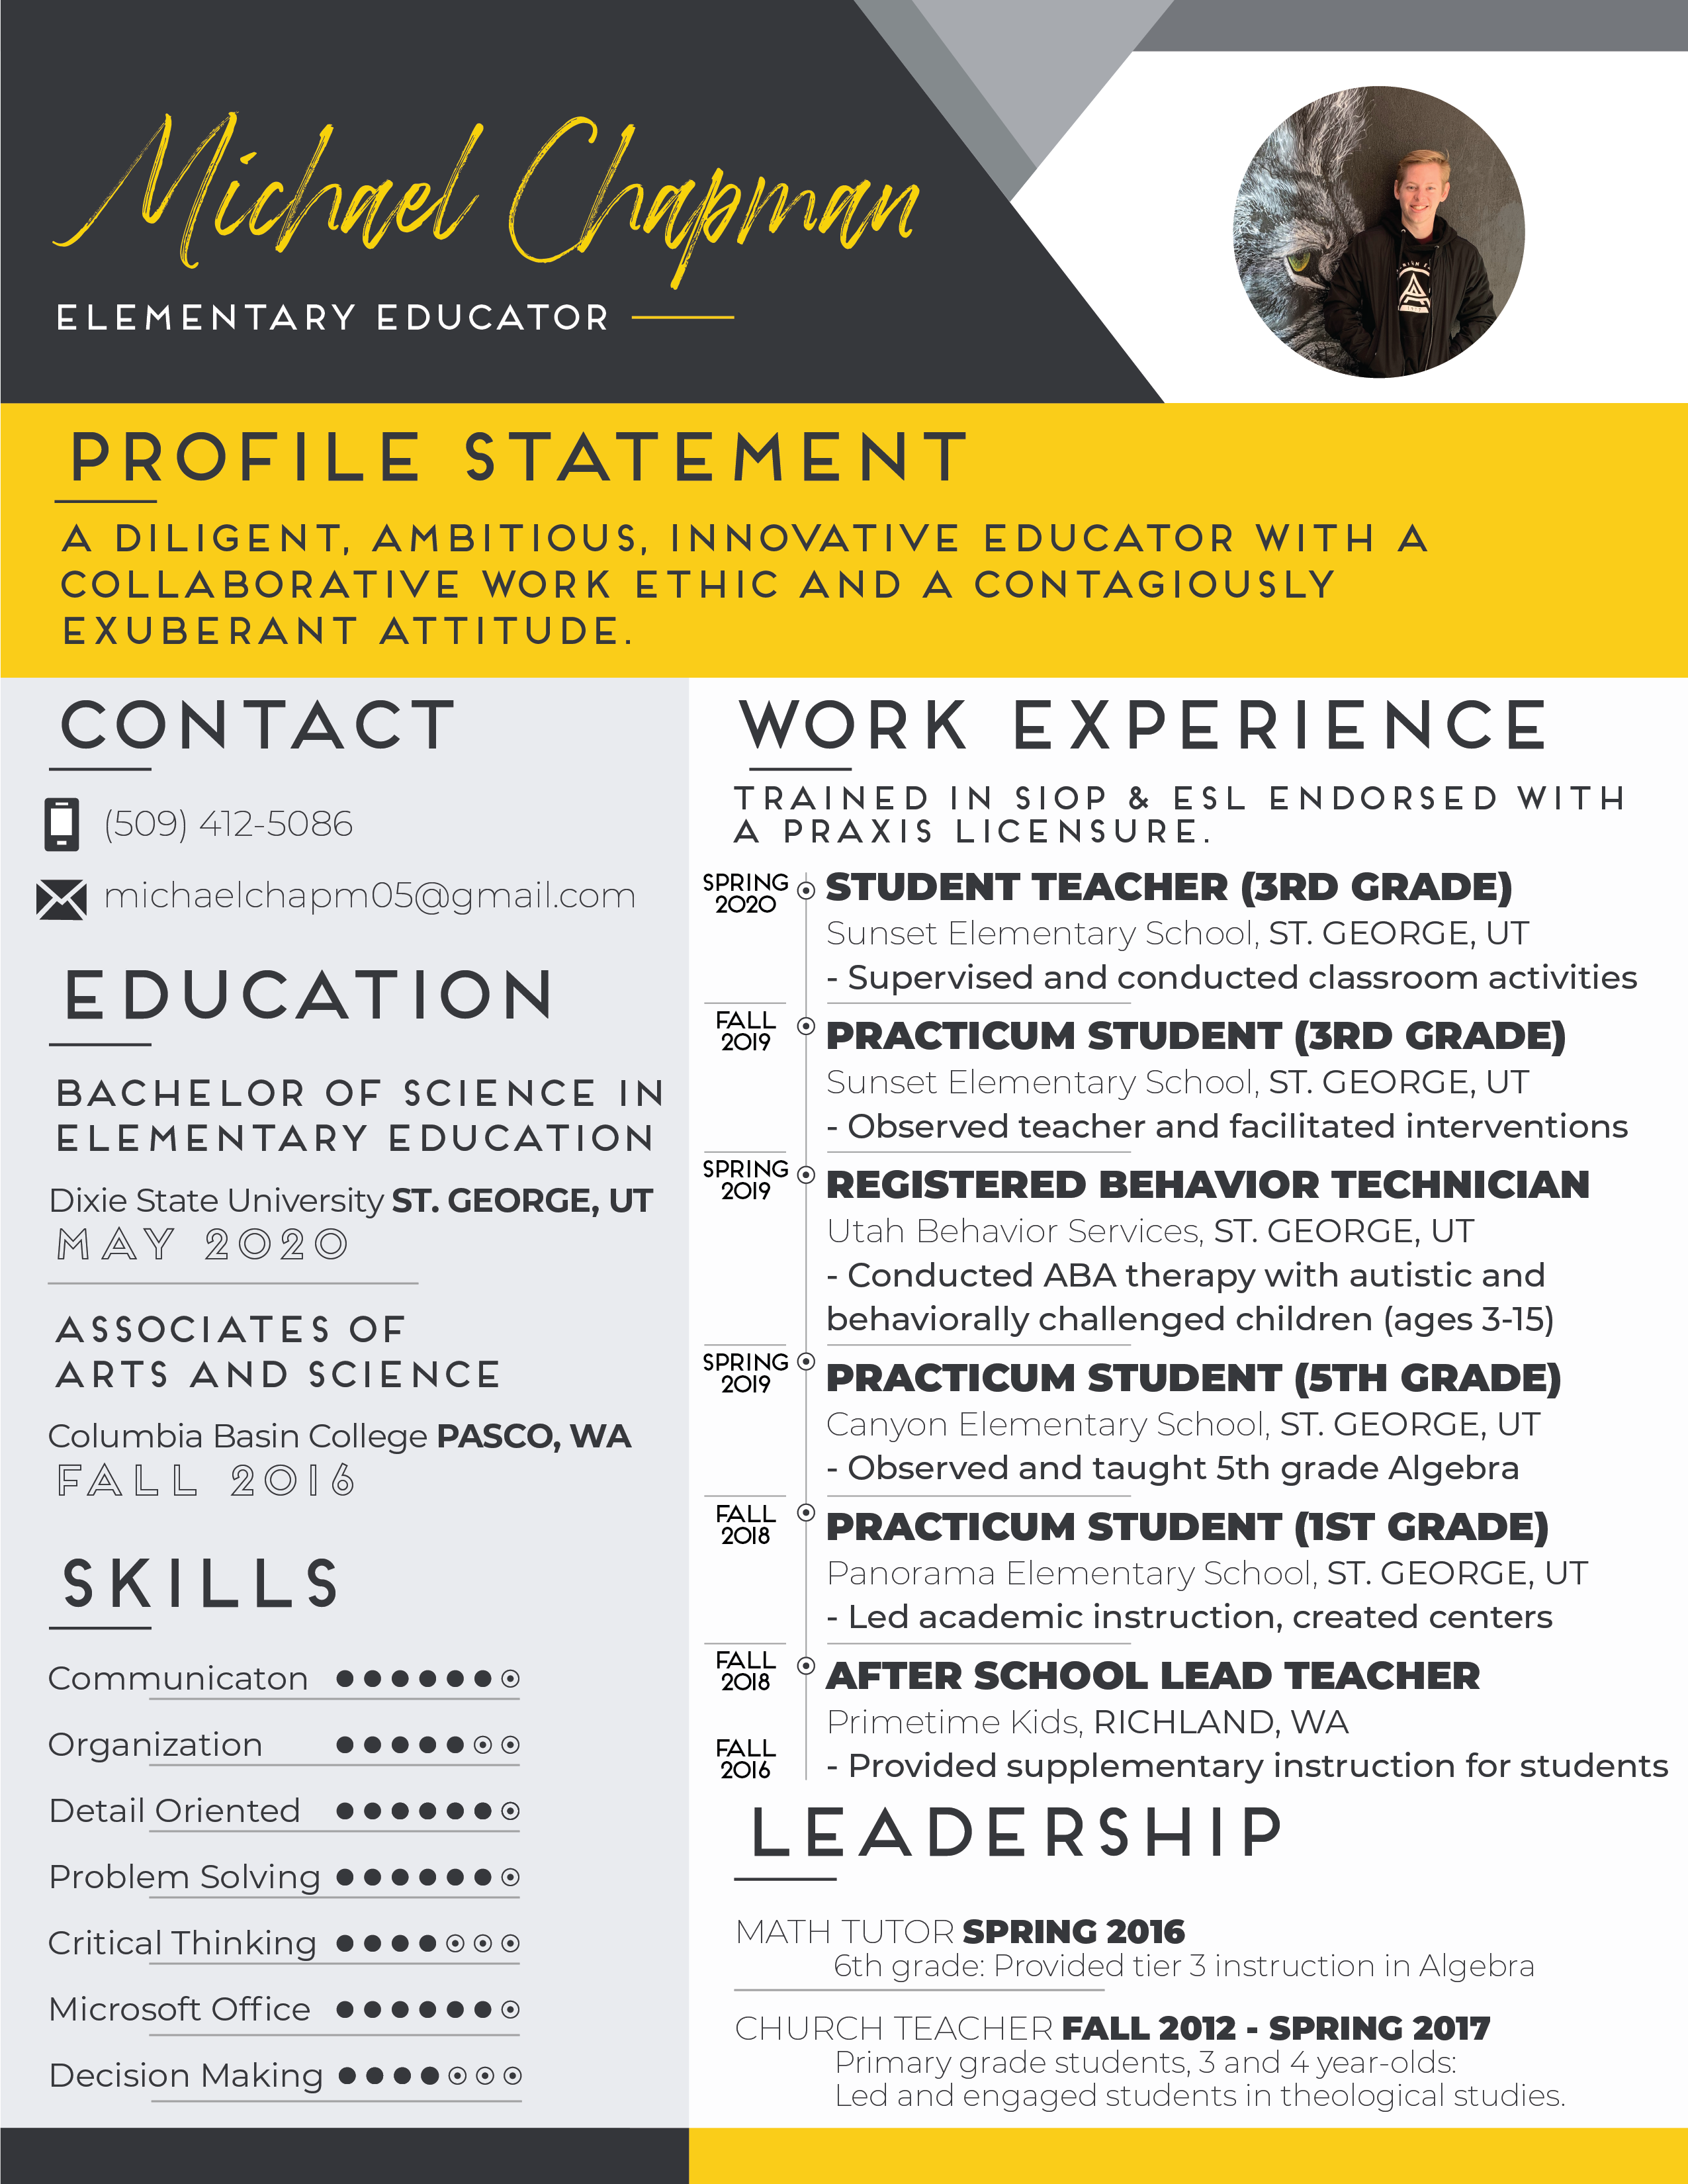 Michael Chapman
ELEMENTARY EDUCATOR
PROFILE STATEMENT
A DILIGENT, AMBITIOUS, INNOVATIVE EDUCATOR WITH A
COLLABORATIVE WORK ETHIC AND A CONTAGIOUSLY
EXUBERANT ATTITUDE.
CONTACT
(509) 412-5086
michaelchapm05@gmail.com
EDUCATION
BACHELOR OF SCIENCE IN
ELEMENTARY EDUCATION
Dixie State University ST. GEORGE, UT
MAY 2020
ASSOCIATES OF
ARTS AND SCIENCE
Columbia Basin College PASCO, WA
FALL 2016
SKILLS
Communicaton
Organization
Detail Oriented
Problem Solving
Critical Thinking
Microsoft Office
Decision Making
WORK EXPERIENCE
TRAINED IN SIOP & ESL ENDORSED WITH
A PRAXIS LICENSURE.
SPRING
2020
STUDENT TEACHER (3RD GRADE)
Sunset Elementary School, ST. GEORGE, UT
- Supervised and conducted classroom activities
FALL
2019
PRACTICUM STUDENT (3RD GRADE)
Sunset Elementary School, ST. GEORGE, UT
- Observed teacher and facilitated interventions
SPRING
2019
REGISTERED BEHAVIOR TECHNICIAN
Utah Behavior Services, ST. GEORGE, UT
- Conducted ABA therapy with autistic and
behaviorally challenged children (ages 3-15)
SPRING
2019
PRACTICUM STUDENT (5TH GRADE)
Canyon Elementary School, ST. GEORGE, UT
- Observed and taught 5th grade Algebra
FALL
2018
PRACTICUM STUDENT (1ST GRADE)
Panorama Elementary School, ST. GEORGE, UT
- Led academic instruction, created centers
FALL
2018
AFTER SCHOOL LEAD TEACHER
Primetime Kids, RICHLAND, WA
FALL
2016
- Provided supplementary instruction for students
LEADERSHIP
MATH TUTOR SPRING 2016
6th grade: Provided tier 3 instruction in Algebra
CHURCH TEACHER FALL 2012 - SPRING 2017
Primary grade students, 3 and 4 year-olds:
Led and engaged students in theological studies.